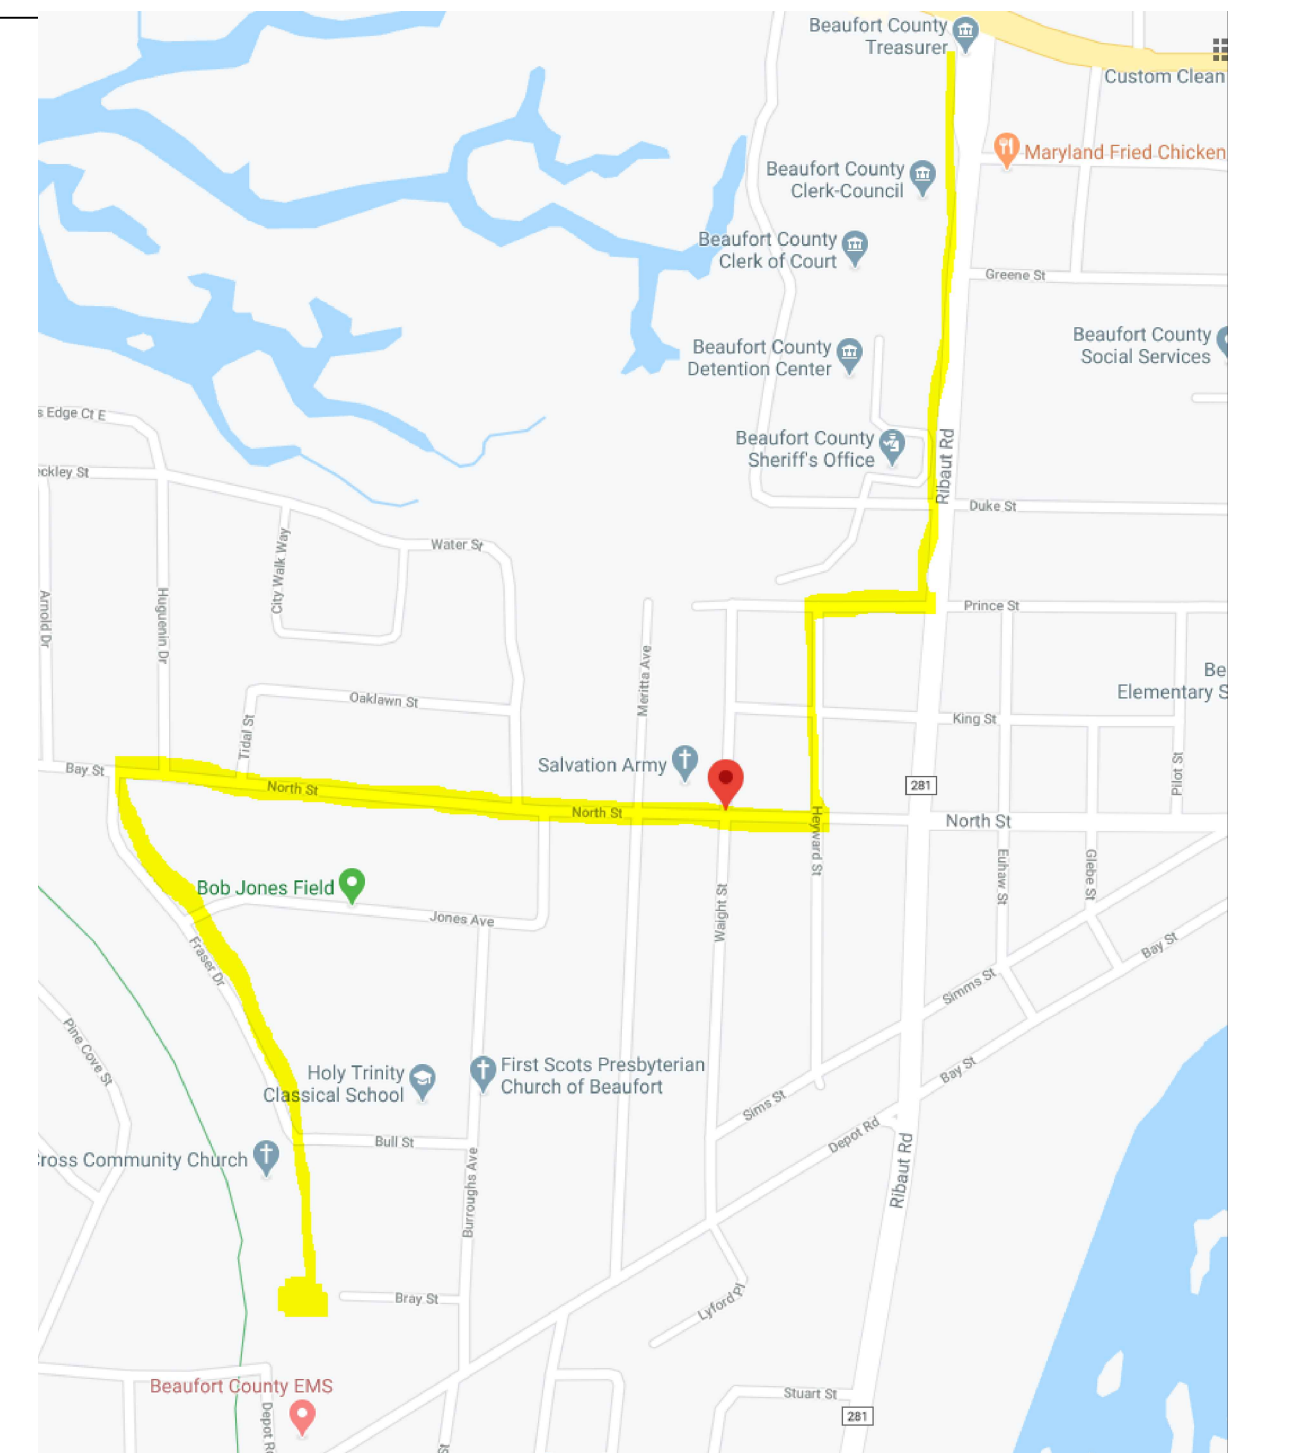 Beaufort County
Treasurer
Custom Clean
Maryland Fried Chicken
Beaufort County
Clerk-Council
Beaufort County
Clerk of Court
Greene St
Beaufort County
Social Services
Beaufort County
Detention Center
s Edge Ct E
Beaufort County
Sheriff's Office
Ribaut Rd
eckley St
Duke St
Water St
City Walk Way
Arnold Dr
Huguenin Dr
Prince St
Meritta Ave
Be
Elementary S
Oaklawn St
King St
Tidal St
Salvation Army
Bay St
Pilot St
281
North St
North St
North St
Heyward St
Euhaw St
Glebe St
Bob Jones Field
Waight St
Jones Ave
Fraser Dr
Bay St
Simms St
Pine Cove St
First Scots Presbyterian
Church of Beaufort
Holy Trinity
Classical School
Bay St
Sims St
Depot Rd
Bull St
Cross Community Church
Ribaut Rd
Burroughs Ave
Bray St
Lyford Pl
Beaufort County EMS
Stuart St
Depot R
281